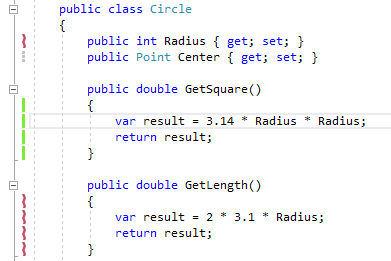 public class Circle
{
public int Radius { get; set; }
public Point Center { get; set; }
public double GetSquare()
{
var result = 3.14 * Radius * Radius;
return result;
}
public double GetLength()
{
var result = 2 * 3.1 * Radius;
return result;
}